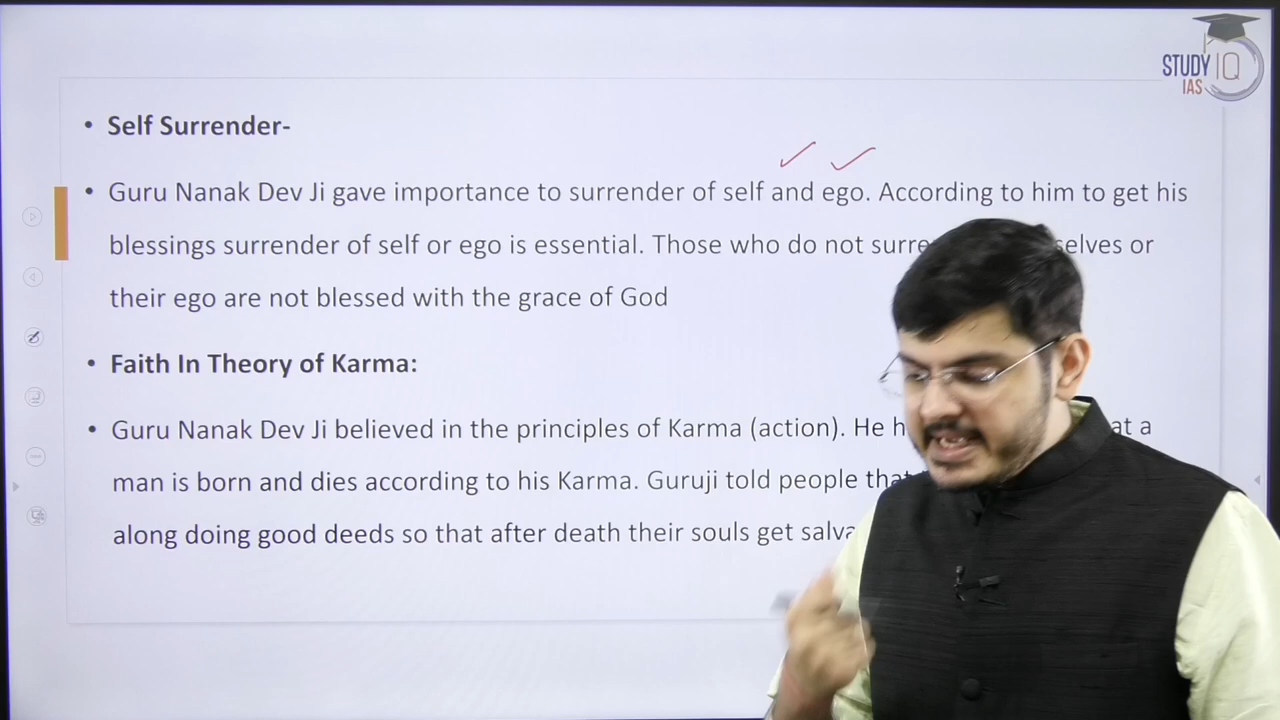 STUDY IQ
IAS
• Self Surrender-
• Guru Nanak Dev Ji gave importance to surrender of self and ego. According to him to get his
blessings surrender of self or ego is essential. Those who do not surre selves or
their ego are not blessed with the grace of God
• Faith In Theory of Karma:
• Guru Nanak Dev Ji believed in the principles of Karma (action). He h at a
man is born and dies according to his Karma. Guruji told people that
along doing good deeds so that after death their souls get salva